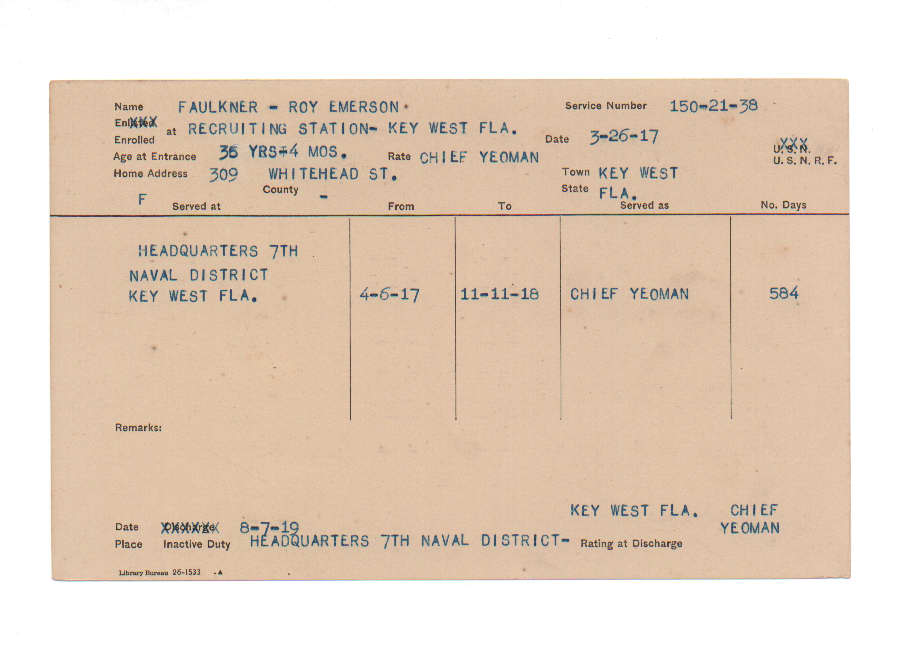 Name FAULKNER - ROY EMERSON. Service Number 150-21-38
Enlisted
at RECRUITING STATION- KEY WEST FLA. Date 3-26-17
Enrolled
U.S.N.
Age at Entrance YRS 4 MOS. Rate CHIEF YEOMAN U. S. N. R. F.
Home Address 309 WHITEHEAD ST. Town KEY WEST
County - State FLA.
F Served at From To Served as No. Days
HEADQUARTERS 7TH
NAVAL DISTRICT
KEY WEST FLA. 4-6-17 11-11-18 CHIEF YEOMAN 584
Remarks:
KEY WEST FLA. CHIEF
Date Discharge 8-7-19 YEOMAN
Place Inactive Duty HEADQUARTERS 7TH NAVAL DISTRICT- Rating at Discharge
Library Bureau 26-1533 .A